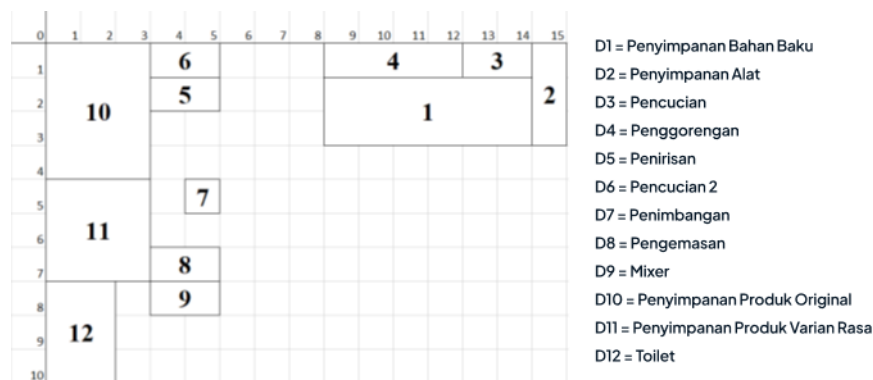 0 1 2 3 4 5 6 7 8 9 10 11 12 13 14 15
1
2
3
4
5
6
7
8
9
10
6
4
3
5
10
1
2
7
11
8
9
12
D1 = Penyimpanan Bahan Baku
D2 = Penyimpanan Alat
D3 = Pencucian
D4 = Penggorengan
D5 = Penirisan
D6 = Pencucian 2
D7 = Penimbangan
D8 = Pengemasan
D9 = Mixer
D10 = Penyimpanan Produk Original
D11 = Penyimpanan Produk Varian Rasa
D12 = Toilet